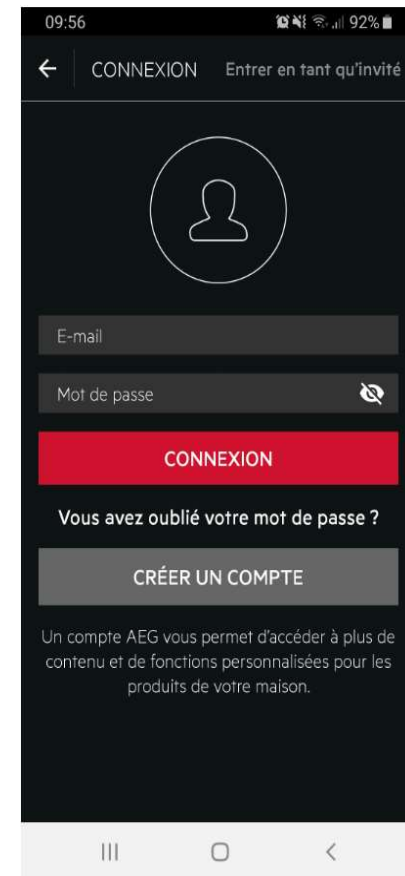 09:56 92%
CONNEXION Entrer en tant qu'invité
E-mail
Mot de passe
CONNEXION
Vous avez oublié votre mot de passe ?
CRÉER UN COMPTE
Un compte AEG vous permet d'accéder à plus de
contenu et de fonctions personnalisées pour les
produits de votre maison.